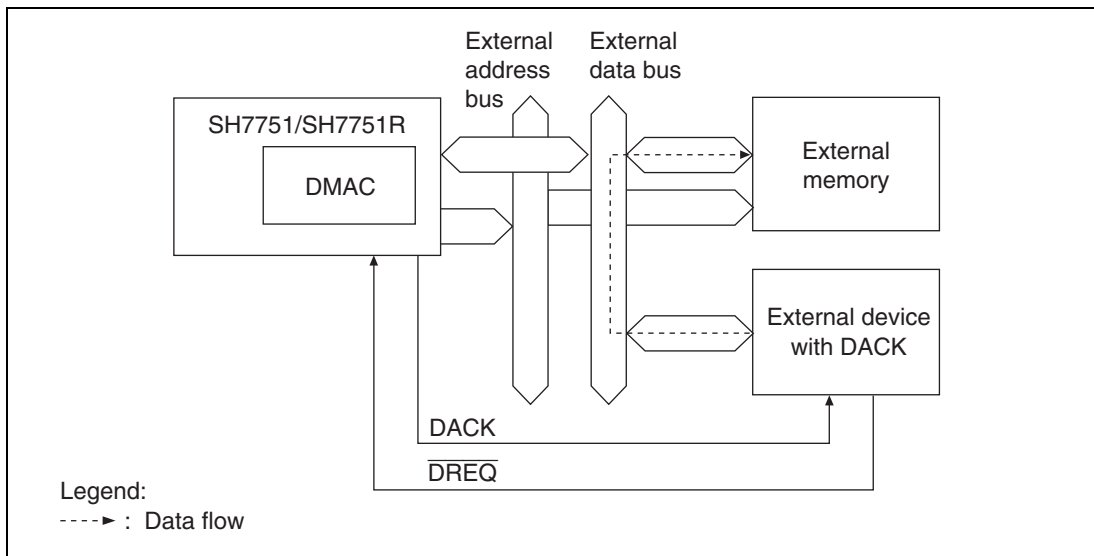 External
address
bus
External
data bus
SH7751/SH7751R
DMAC
External
memory
External device
with DACK
DACK
DREQ
Legend:
: Data flow